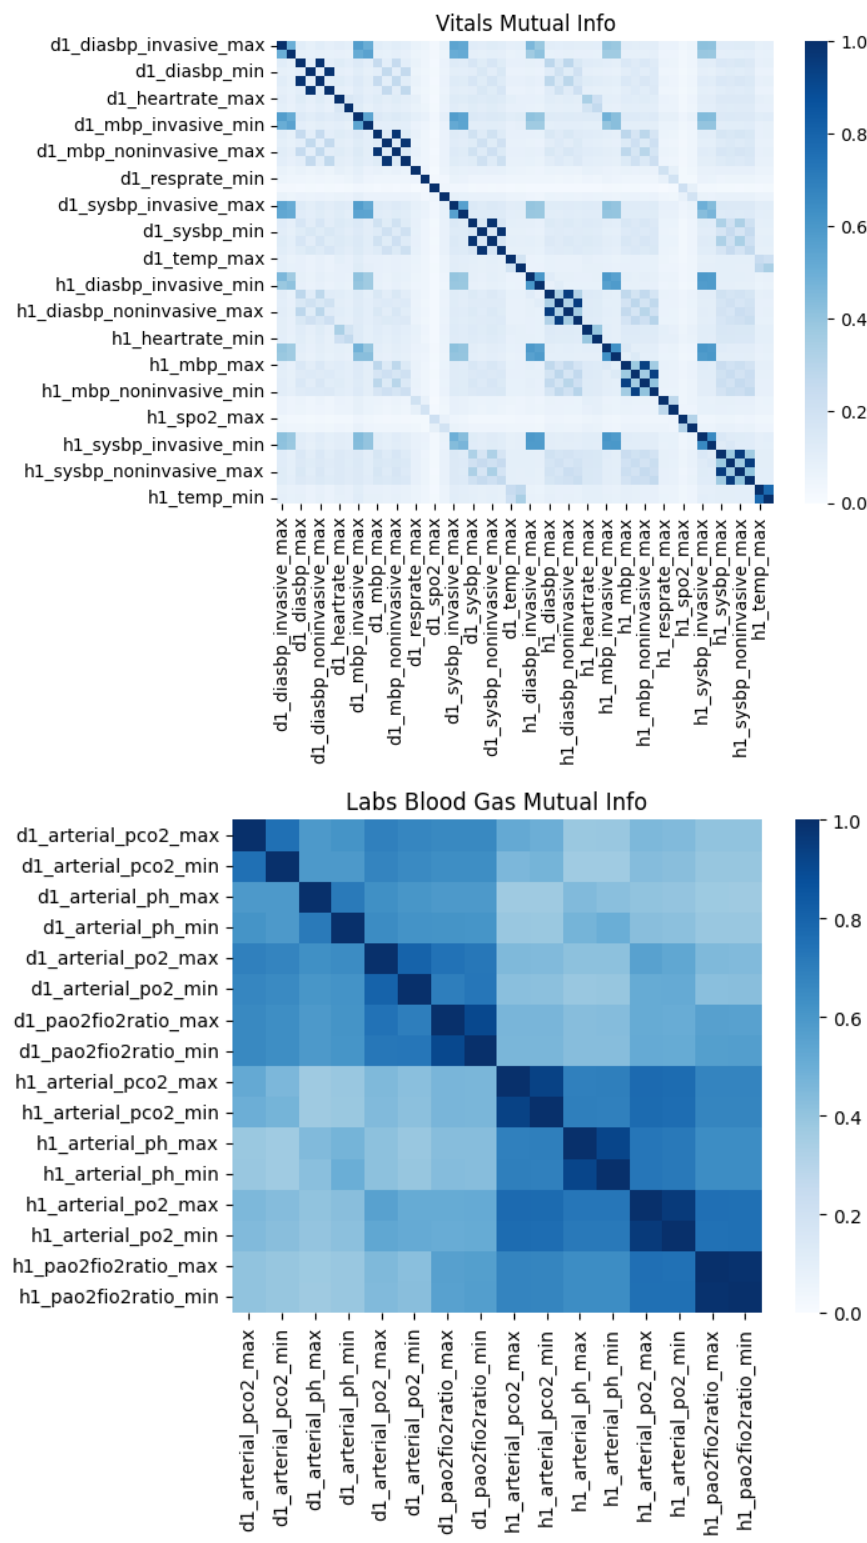 Vitals Mutual Info
d1_diasbp_invasive_max
d1_diasbp_min
d1_heartrate_max
d1_mbp_invasive_min
d1_mbp_noninvasive_max
d1_resprate_min
d1_sysbp_invasive_max
d1_sysbp_min
d1_temp_max
h1_diasbp_invasive_min
h1_diasbp_noninvasive_max
h1_heartrate_min
h1_mbp_max
h1_mbp_noninvasive_min
h1_spo2_max
h1_sysbp_invasive_min
h1_sysbp_noninvasive_max
h1_temp_min
1.0
0.8
0.6
0.4
0.2
0.0
d1_diasbp_invasive_max
d1_diasbp_max
d1_diasbp_noninvasive_max
d1_heartrate_max
d1_mbp_invasive_max
d1_mbp_max
d1_mbp_noninvasive_max
d1_resprate_max
d1_spo2_max
d1_sysbp_invasive_max
d1_sysbp_max
d1_sysbp_noninvasive_max
d1_temp_max
h1_diasbp_invasive_max
h1_diasbp_max
h1_diasbp_noninvasive_max
h1_heartrate_max
h1_mbp_invasive_max
h1_mbp_max
h1_mbp_noninvasive_max
h1_resprate_max
h1_spo2_max
h1_sysbp_invasive_max
h1_sysbp_max
h1_sysbp_noninvasive_max
h1_temp_max
Labs Blood Gas Mutual Info
d1_arterial_pco2_max
d1_arterial_pco2_min
d1_arterial_ph_max
d1_arterial_ph_min
d1_arterial_po2_max
d1_arterial_po2_min
d1_pao2fio2ratio_max
d1_pao2fio2ratio_min
h1_arterial_pco2_max
h1_arterial_pco2_min
h1_arterial_ph_max
h1_arterial_ph_min
h1_arterial_po2_max
h1_arterial_po2_min
h1_pao2fio2ratio_max
h1_pao2fio2ratio_min
1.0
0.8
0.6
0.4
0.2
0.0
d1_arterial_pco2_max
d1_arterial_pco2_min
d1_arterial_ph_max
d1_arterial_ph_min
d1_arterial_po2_max
d1_arterial_po2_min
d1_pao2fio2ratio_max
d1_pao2fio2ratio_min
h1_arterial_pco2_max
h1_arterial_pco2_min
h1_arterial_ph_max
h1_arterial_ph_min
h1_arterial_po2_max
h1_arterial_po2_min
h1_pao2fio2ratio_max
h1_pao2fio2ratio_min